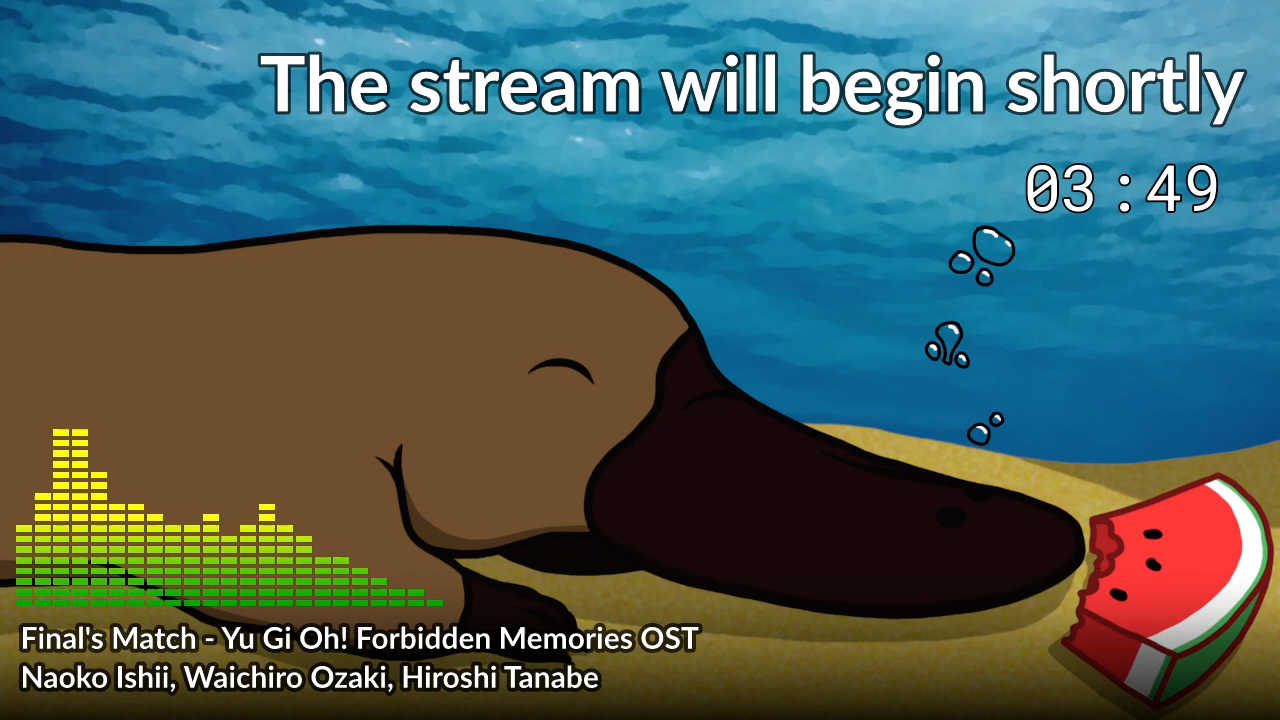 The stream will begin shortly
03:49
Final's Match - Yu Gi Oh! Forbidden Memories OST
Naoko Ishii, Waichiro Ozaki, Hiroshi Tanabe